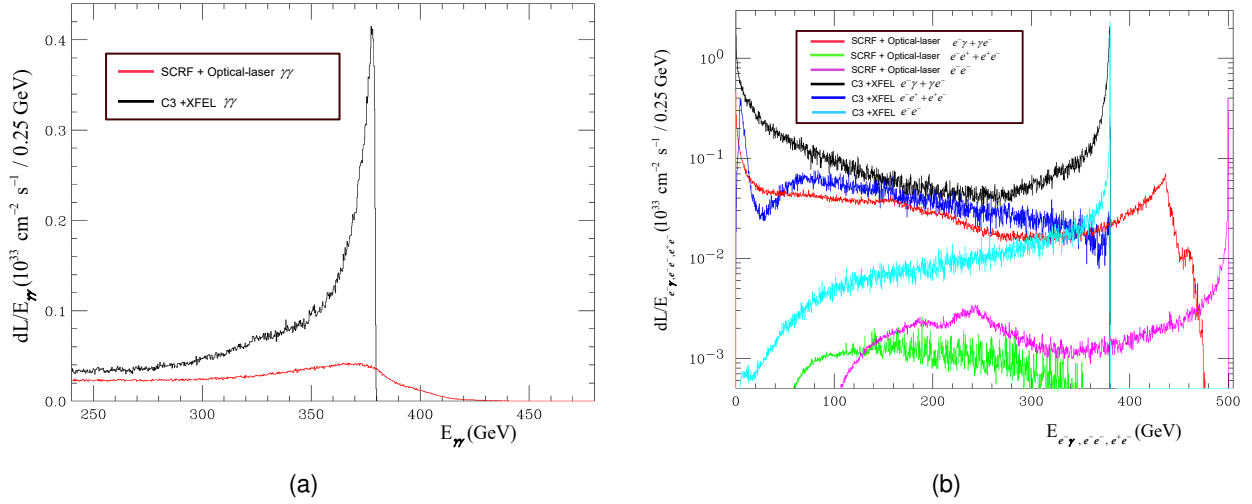 dL/E_γγ (10^33 cm^−2 s^−1 / 0.25 GeV)
0.4
0.3
0.2
0.1
0.0
SCRF + Optical-laser γγ
C3 +XFEL γγ
250
300
350
400
450
E_γγ (GeV)
(a)
dL/E_e⁻γ,e⁻e⁻,e⁺e⁻ (10^33 cm^−2 s^−1 / 0.25 GeV)
10^0
10^−1
10^−2
10^−3
SCRF + Optical-laser e⁻γ + γe⁻
SCRF + Optical-laser e⁻e⁺ + e⁺e⁻
SCRF + Optical-laser e⁻e⁻
C3 +XFEL e⁻γ + γe⁻
C3 +XFEL e⁻e⁺ + e⁺e⁻
C3 +XFEL e⁻e⁻
0
100
200
300
400
500
E_e⁻γ , e⁻e⁻ , e⁺e⁻ (GeV)
(b)